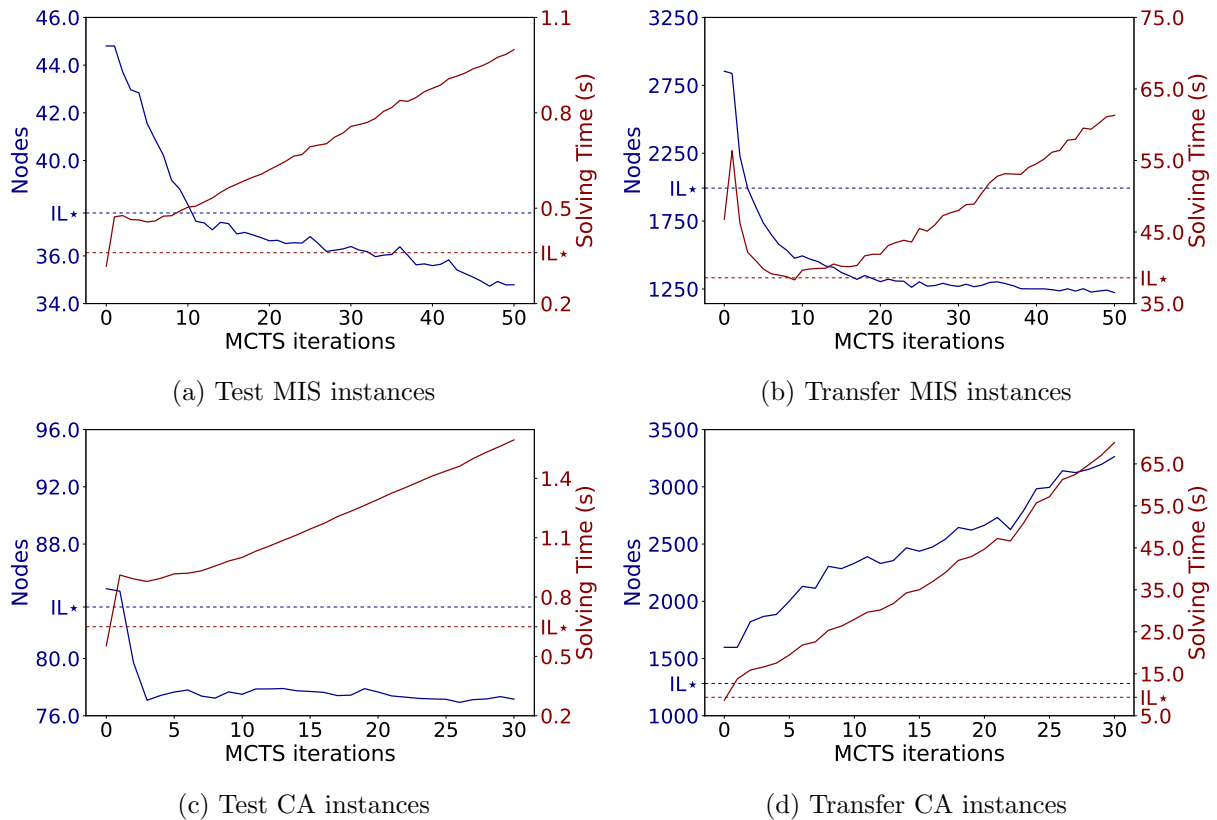 46.0
44.0
42.0
40.0
IL⋆
36.0
34.0
Nodes
1.1
0.8
0.5
IL⋆
0.2
Solving Time (s)
0 10 20 30 40 50
MCTS iterations
(a) Test MIS instances
3250
2750
2250
IL⋆
1750
1250
Nodes
75.0
65.0
55.0
45.0
IL⋆
35.0
Solving Time (s)
0 10 20 30 40 50
MCTS iterations
(b) Transfer MIS instances
96.0
92.0
88.0
IL⋆
80.0
76.0
Nodes
1.4
1.1
0.8
IL⋆
0.5
0.2
Solving Time (s)
0 5 10 15 20 25 30
MCTS iterations
(c) Test CA instances
3500
3000
2500
2000
1500
IL⋆
1000
Nodes
65.0
55.0
45.0
35.0
25.0
15.0
IL⋆
5.0
Solving Time (s)
0 5 10 15 20 25 30
MCTS iterations
(d) Transfer CA instances